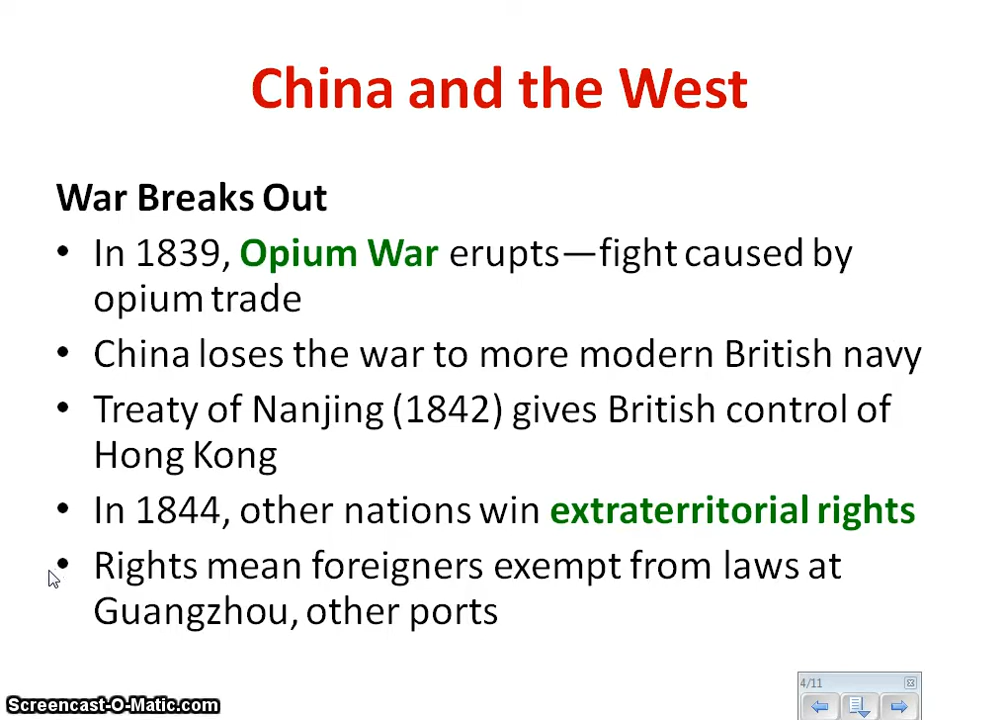 China and the West
War Breaks Out
• In 1839, Opium War erupts—fight caused by
opium trade
• China loses the war to more modern British navy
• Treaty of Nanjing (1842) gives British control of
Hong Kong
• In 1844, other nations win extraterritorial rights
• Rights mean foreigners exempt from laws at
Guangzhou, other ports
4/11
Screencast-O-Matic.com